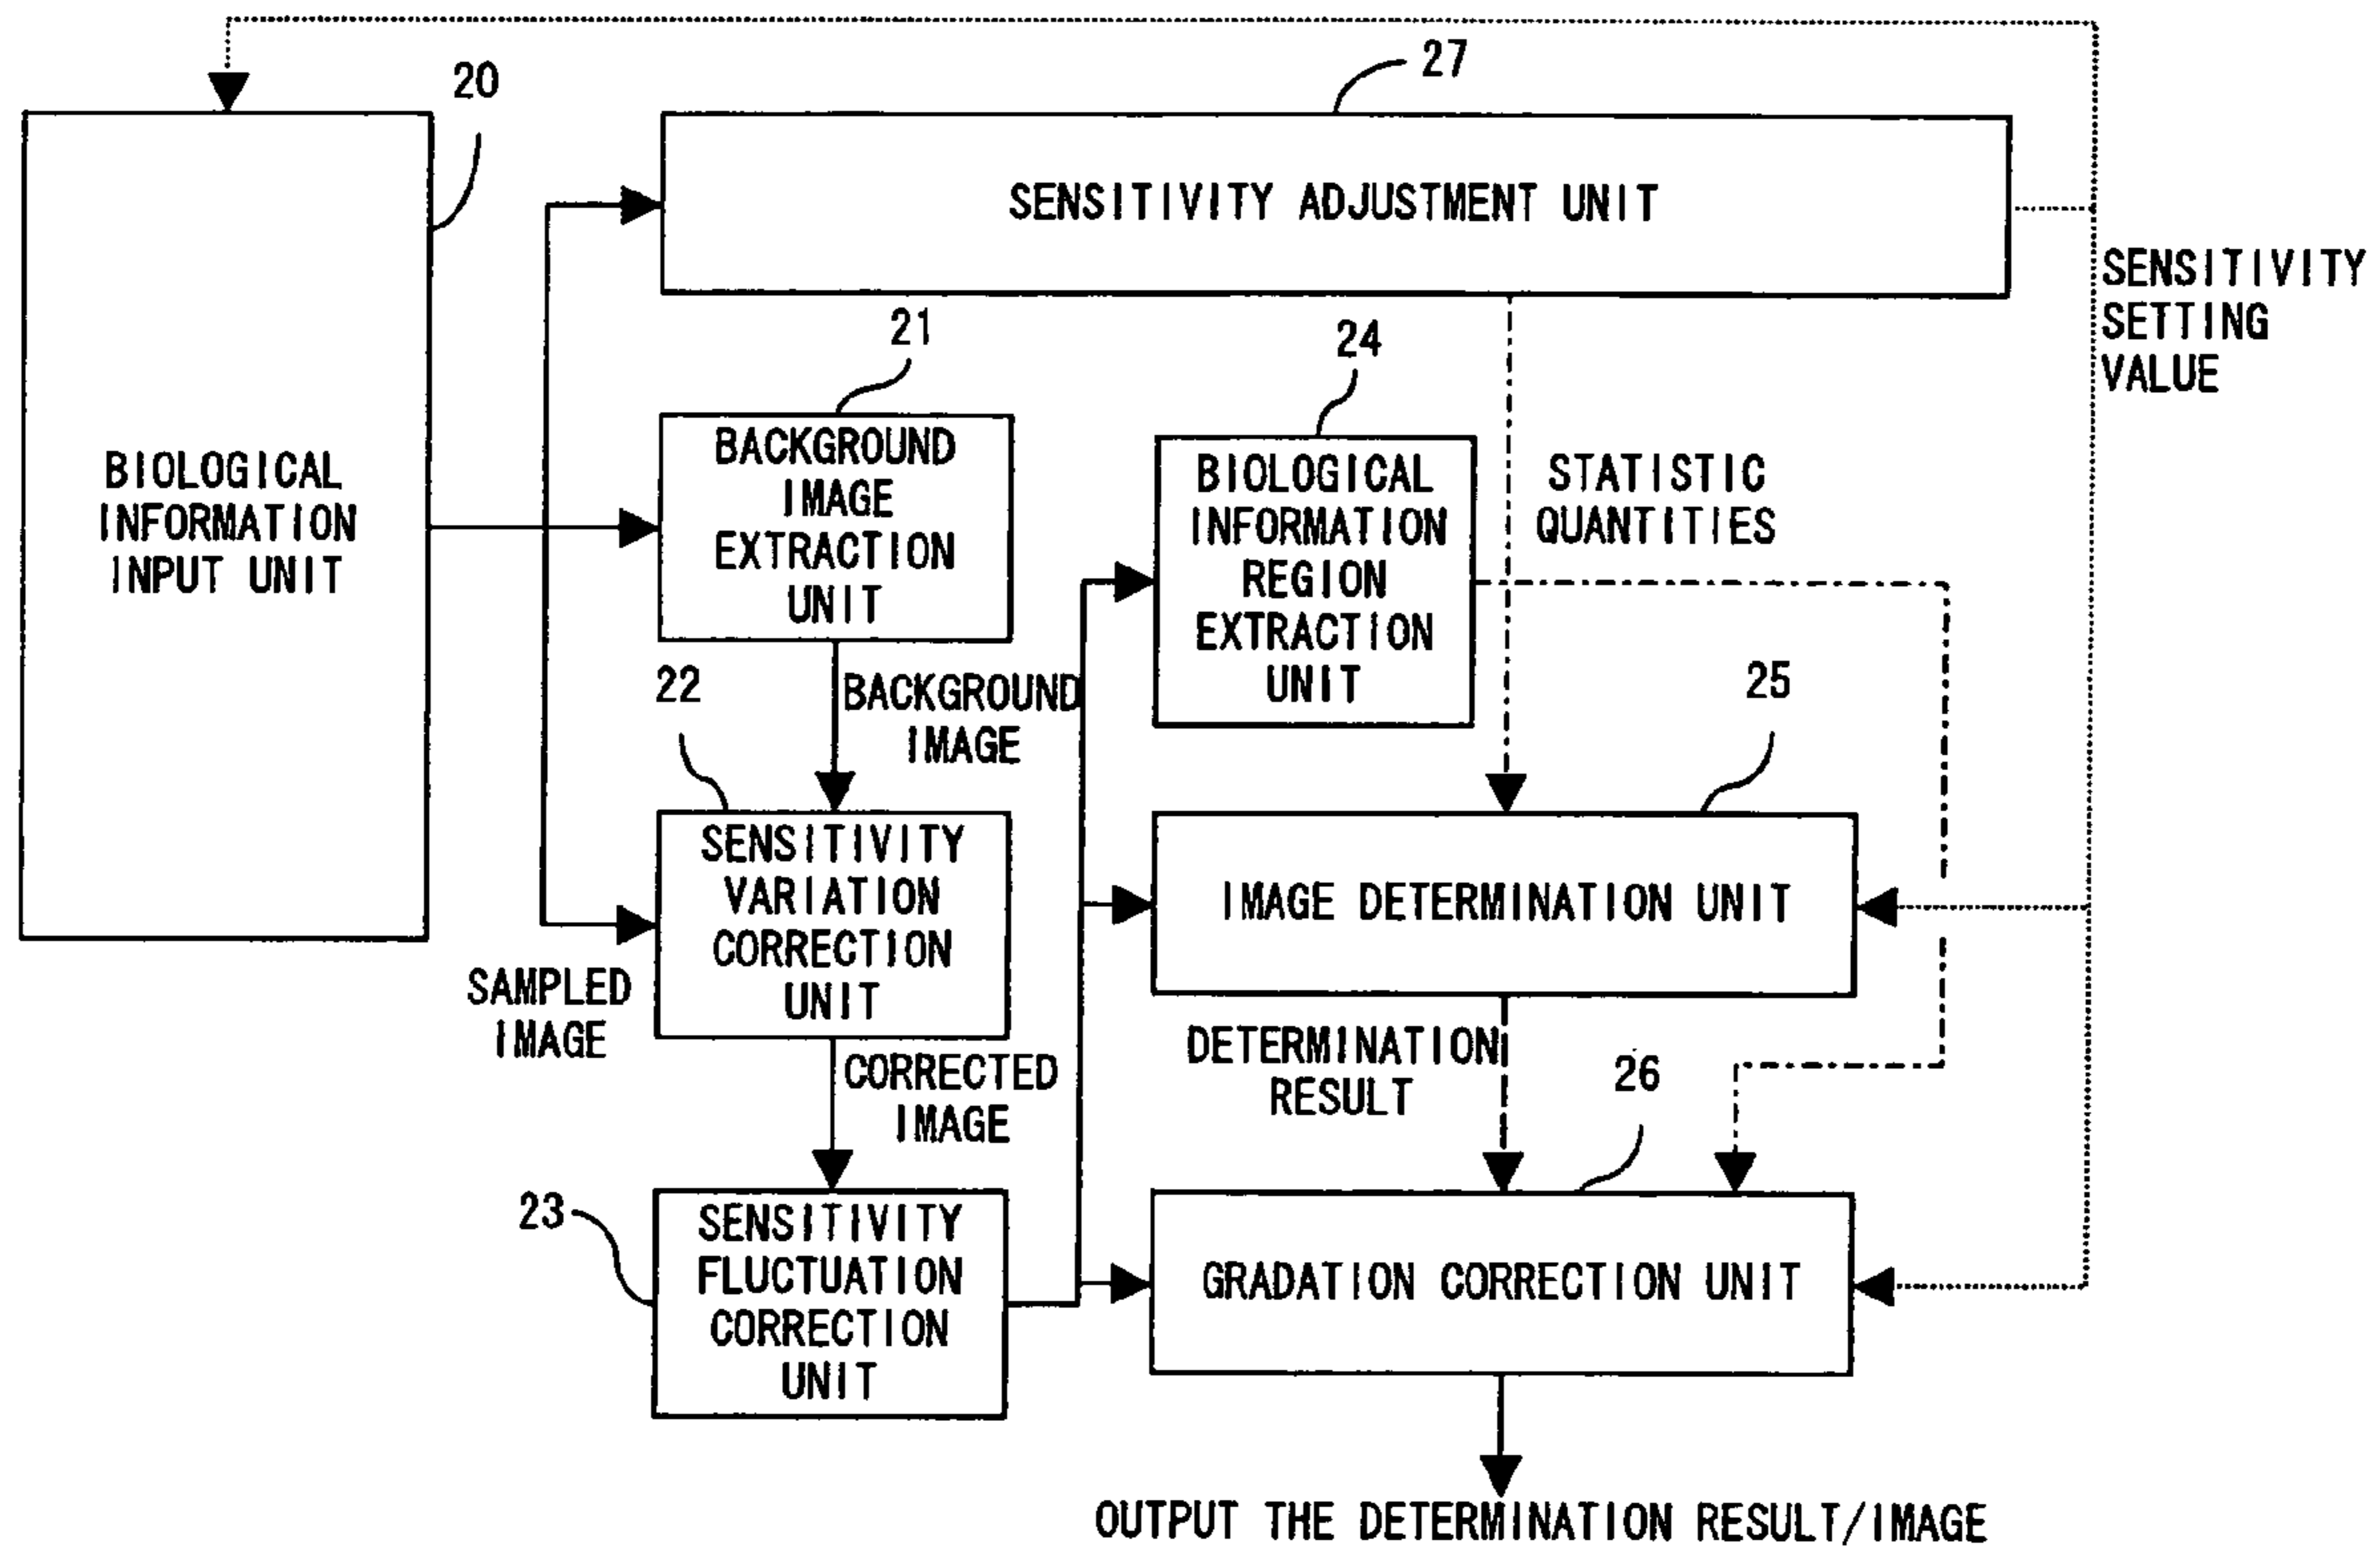 27
20
SENSITIVITY ADJUSTMENT UNIT
SENSITIVITY
SETTING
VALUE
21
24
BIOLOGICAL
INFORMATION
INPUT UNIT
BACKGROUND
IMAGE
EXTRACTION
UNIT
BIOLOGICAL
INFORMATION
REGION
EXTRACTION
UNIT
STATISTIC
QUANTITIES
22
BACKGROUND
IMAGE
25
SENSITIVITY
VARIATION
CORRECTION
UNIT
IMAGE DETERMINATION UNIT
SAMPLED
IMAGE
CORRECTED
IMAGE
DETERMINATION
RESULT
26
23
SENSITIVITY
FLUCTUATION
CORRECTION
UNIT
GRADATION CORRECTION UNIT
OUTPUT THE DETERMINATION RESULT/IMAGE